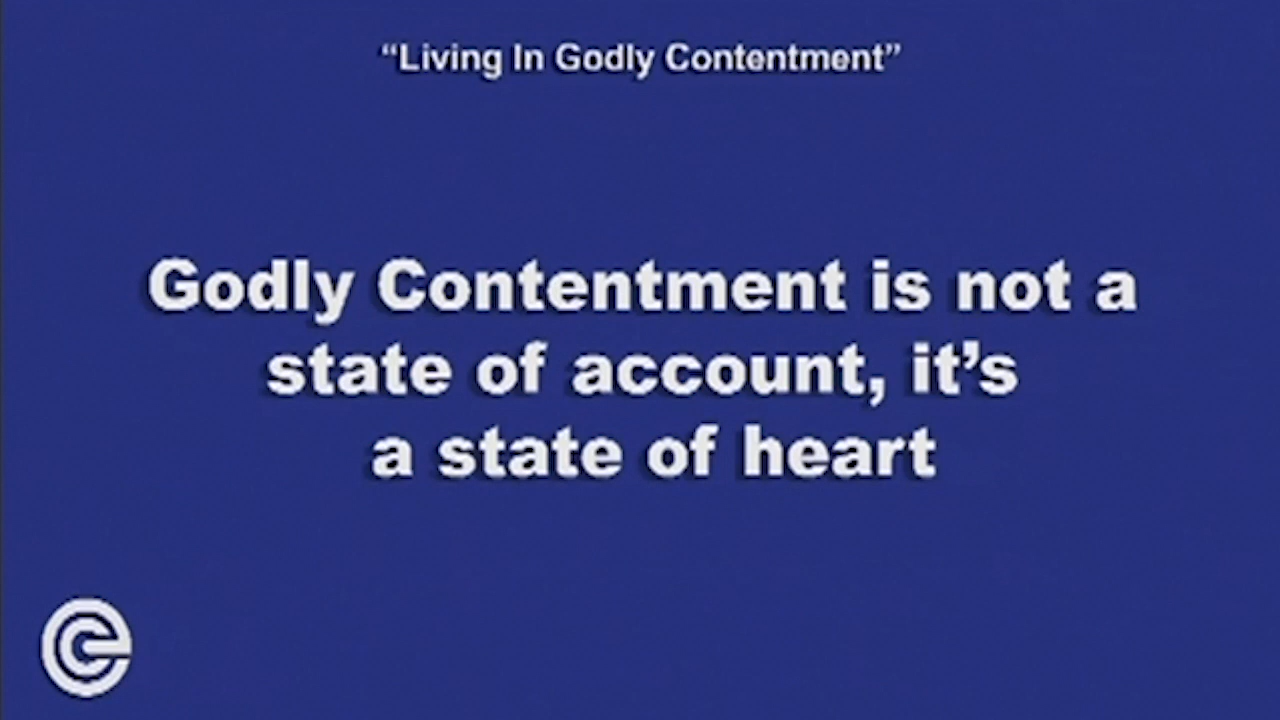 “Living In Godly Contentment”
Godly Contentment is not a
state of account, it’s
a state of heart